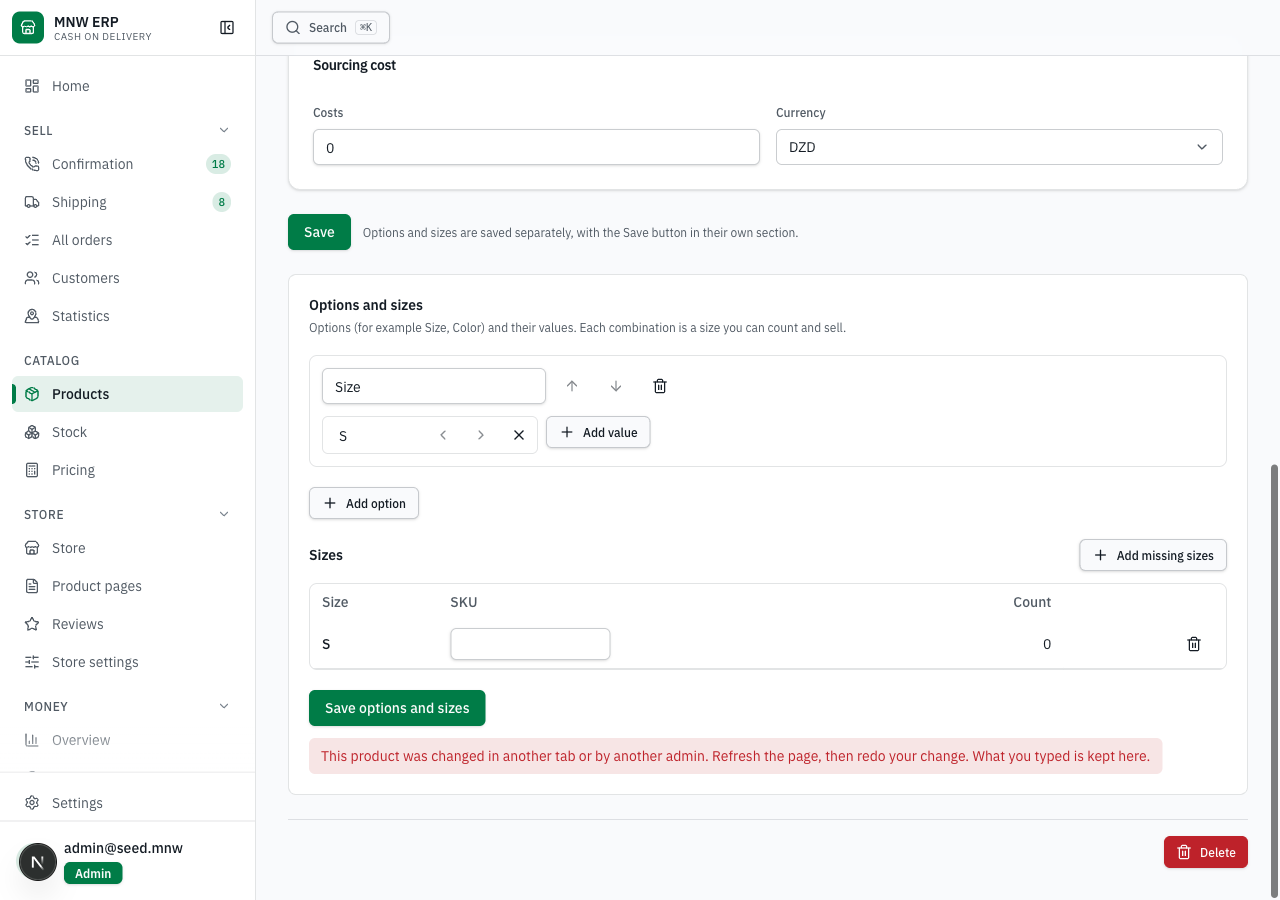 MNW ERP
CASH ON DELIVERY
Search ⌘K
Home
SELL
Confirmation 18
Shipping 8
All orders
Customers
Statistics
CATALOG
Products
Stock
Pricing
STORE
Store
Product pages
Reviews
Store settings
MONEY
Overview
Settings
N
admin@seed.mnw
Admin
Sourcing cost
Costs Currency
0 DZD
Save Options and sizes are saved separately, with the Save button in their own section.
Options and sizes
Options (for example Size, Color) and their values. Each combination is a size you can count and sell.
Size
S Add value
Add option
Sizes Add missing sizes
Size SKU Count
S 0
Save options and sizes
This product was changed in another tab or by another admin. Refresh the page, then redo your change. What you typed is kept here.
Delete